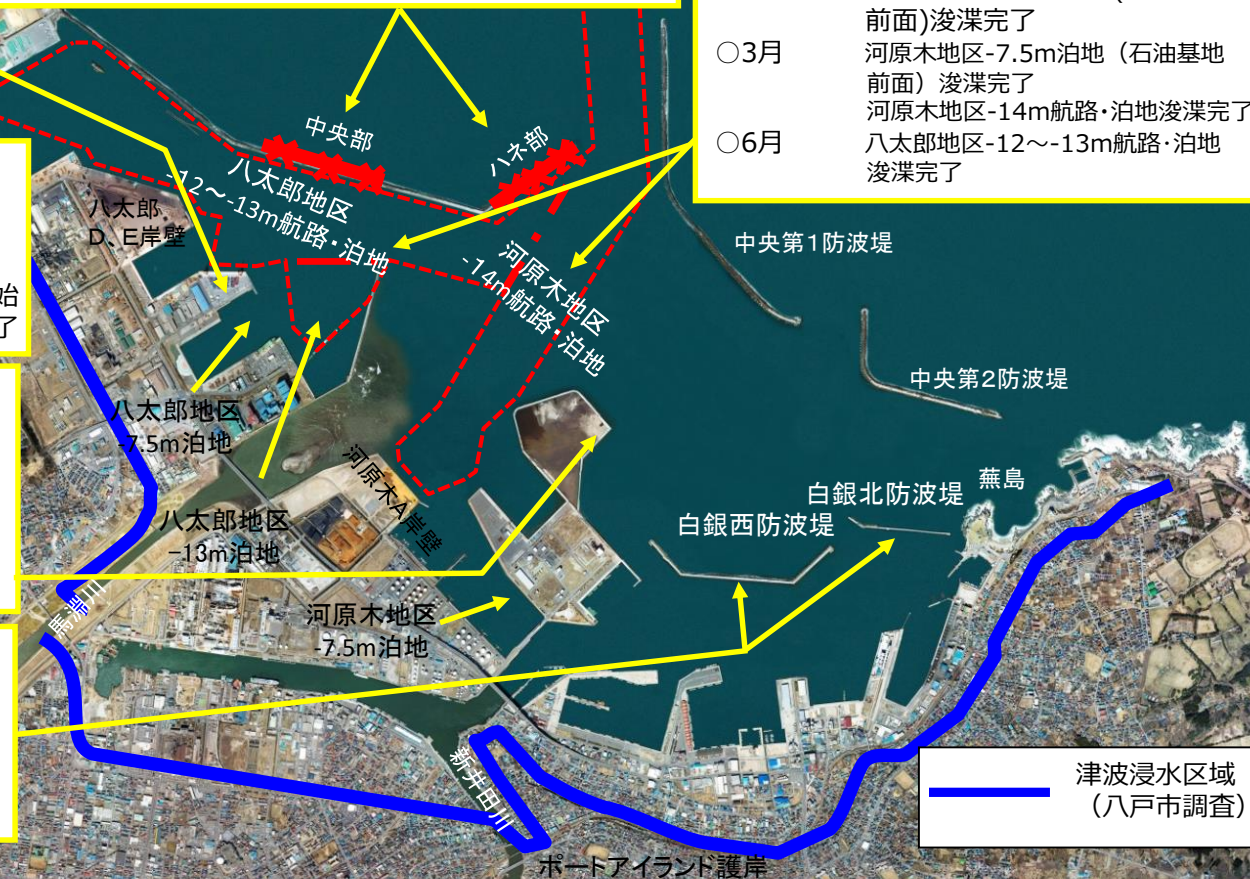 前面)浚渫完了
○3月 河原木地区-7.5m泊地（石油基地
前面）浚渫完了
河原木地区-14m航路・泊地浚渫完了
○6月 八太郎地区-12～-13m航路・泊地
浚渫完了
始
了
中央部
ハネ部
八太郎地区
-12～-13m航路・泊地
八太郎
D、E岸壁
河原木地区
-14m航路・泊地
中央第1防波堤
中央第2防波堤
八太郎地区
-7.5m泊地
河原木A岸壁
八太郎地区
-13m泊地
白銀北防波堤
蕪島
白銀西防波堤
馬淵川
河原木地区
-7.5m泊地
新井田川
ポートアイランド護岸
津波浸水区域
（八戸市調査）